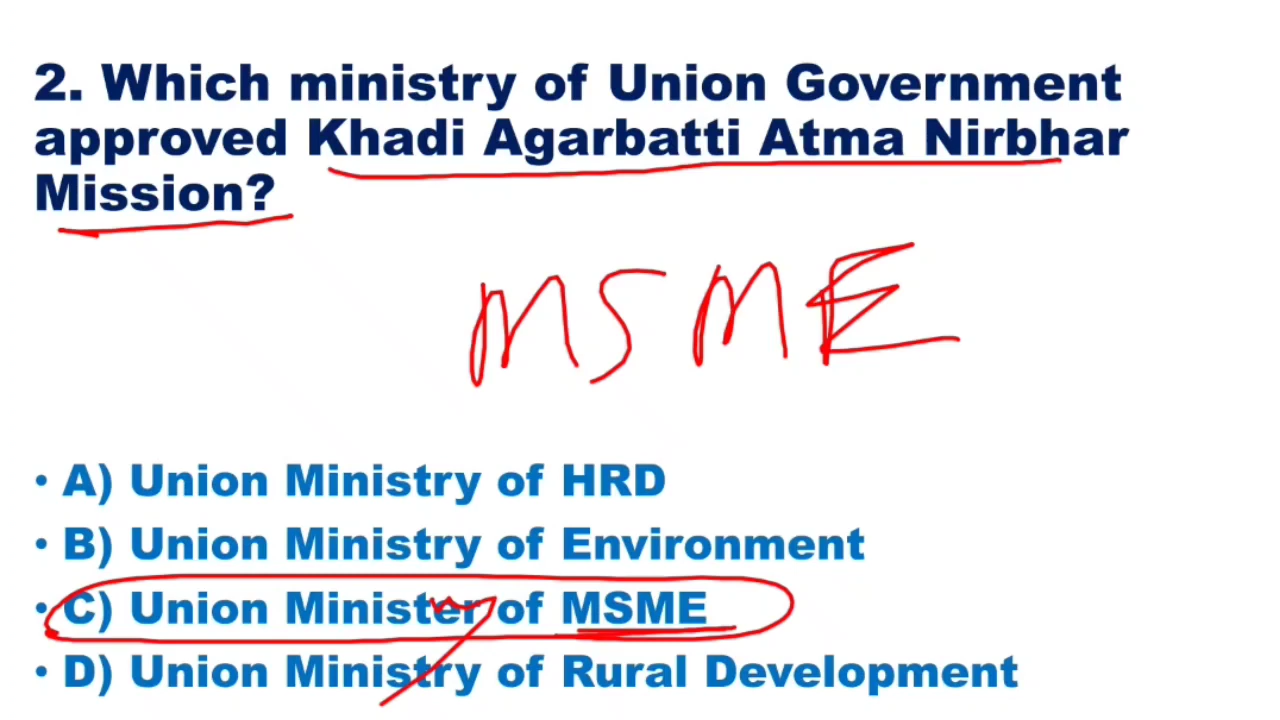 2. Which ministry of Union Government
approved Khadi Agarbatti Atma Nirbhar
Mission?
MSME
• A) Union Ministry of HRD
• B) Union Ministry of Environment
• C) Union Minister of MSME
• D) Union Ministry of Rural Development